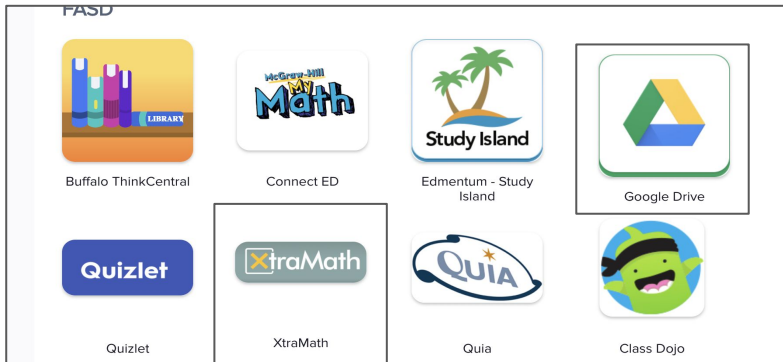 FASD
LIBRARY
McGraw-Hill
My
Math
Study Island
Buffalo ThinkCentral
Connect ED
Edmentum - Study
Island
Google Drive
Quizlet
XtraMath
QUIA
Quizlet
XtraMath
Quia
Class Dojo